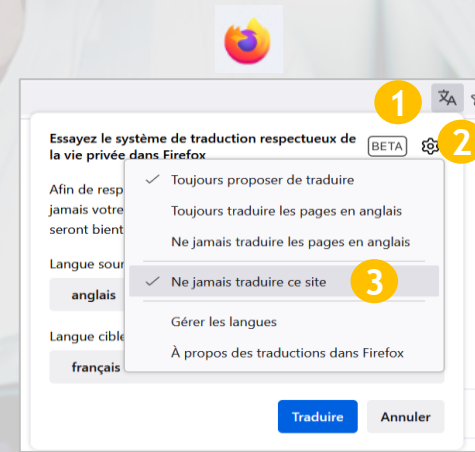 1
Essayez le système de traduction respectueux de
la vie privée dans Firefox
BETA
2
Afin de resp
jamais votre
seront bient
Toujours proposer de traduire
Toujours traduire les pages en anglais
Ne jamais traduire les pages en anglais
Langue sour
Ne jamais traduire ce site
3
anglais
Gérer les langues
Langue cible
À propos des traductions dans Firefox
français
Traduire
Annuler